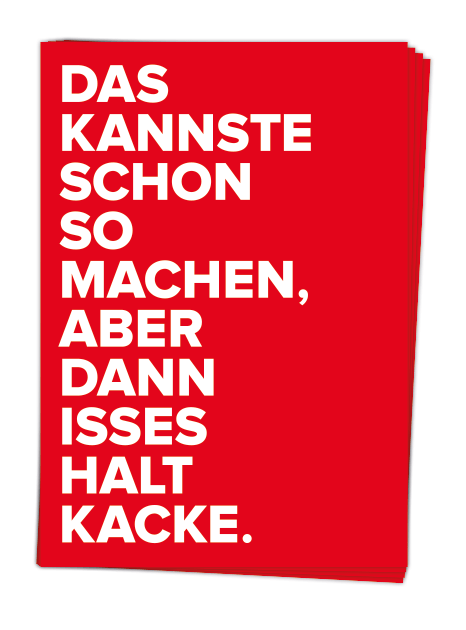 DAS
KANNSTE
SCHON
SO
MACHEN,
ABER
DANN
ISSES
HALT
KACKE.